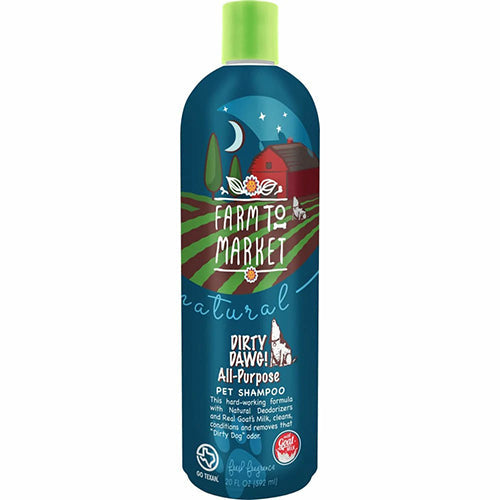 FARM TO
MARKET
natural
DIRTY
DAWG!
All-Purpose
PET SHAMPOO
This hard-working formula
with Natural Deodorizers
and Real Goat's Milk, cleans,
conditions and removes that
"Dirty Dog" odor.
Goat
GO TEXAN.
fresh fragrance
20 FL OZ (592 ml)